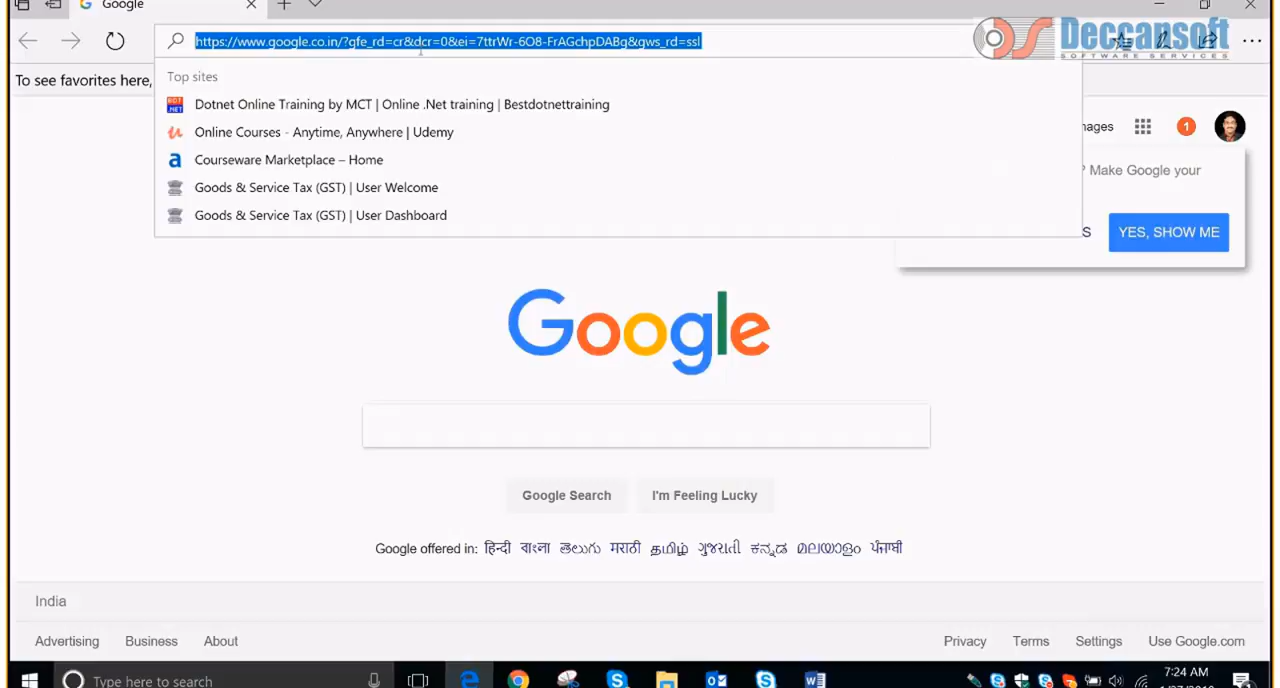 Google
https://www.google.co.in/?gfe_rd=cr&dcr=0&ei=7ttrWr-6O8-FrAGchpDABg&gws_rd=ssl
Deccansoft
SOFTWARE SERVICES
Top sites
To see favorites here,
Dotnet Online Training by MCT | Online .Net training | Bestdotnettraining
Online Courses - Anytime, Anywhere | Udemy
Courseware Marketplace – Home
Goods & Service Tax (GST) | User Welcome
Goods & Service Tax (GST) | User Dashboard
mages
1
? Make Google your
S
YES, SHOW ME
Google
Google Search
I'm Feeling Lucky
Google offered in: हिन्दी বাংলা తెలుగు मराठी தமிழ் ગુજરાતી ಕನ್ನಡ മലയാളം ਪੰਜਾਬੀ
India
Advertising Business About
Privacy Terms Settings Use Google.com
Type here to search
7:24 AM